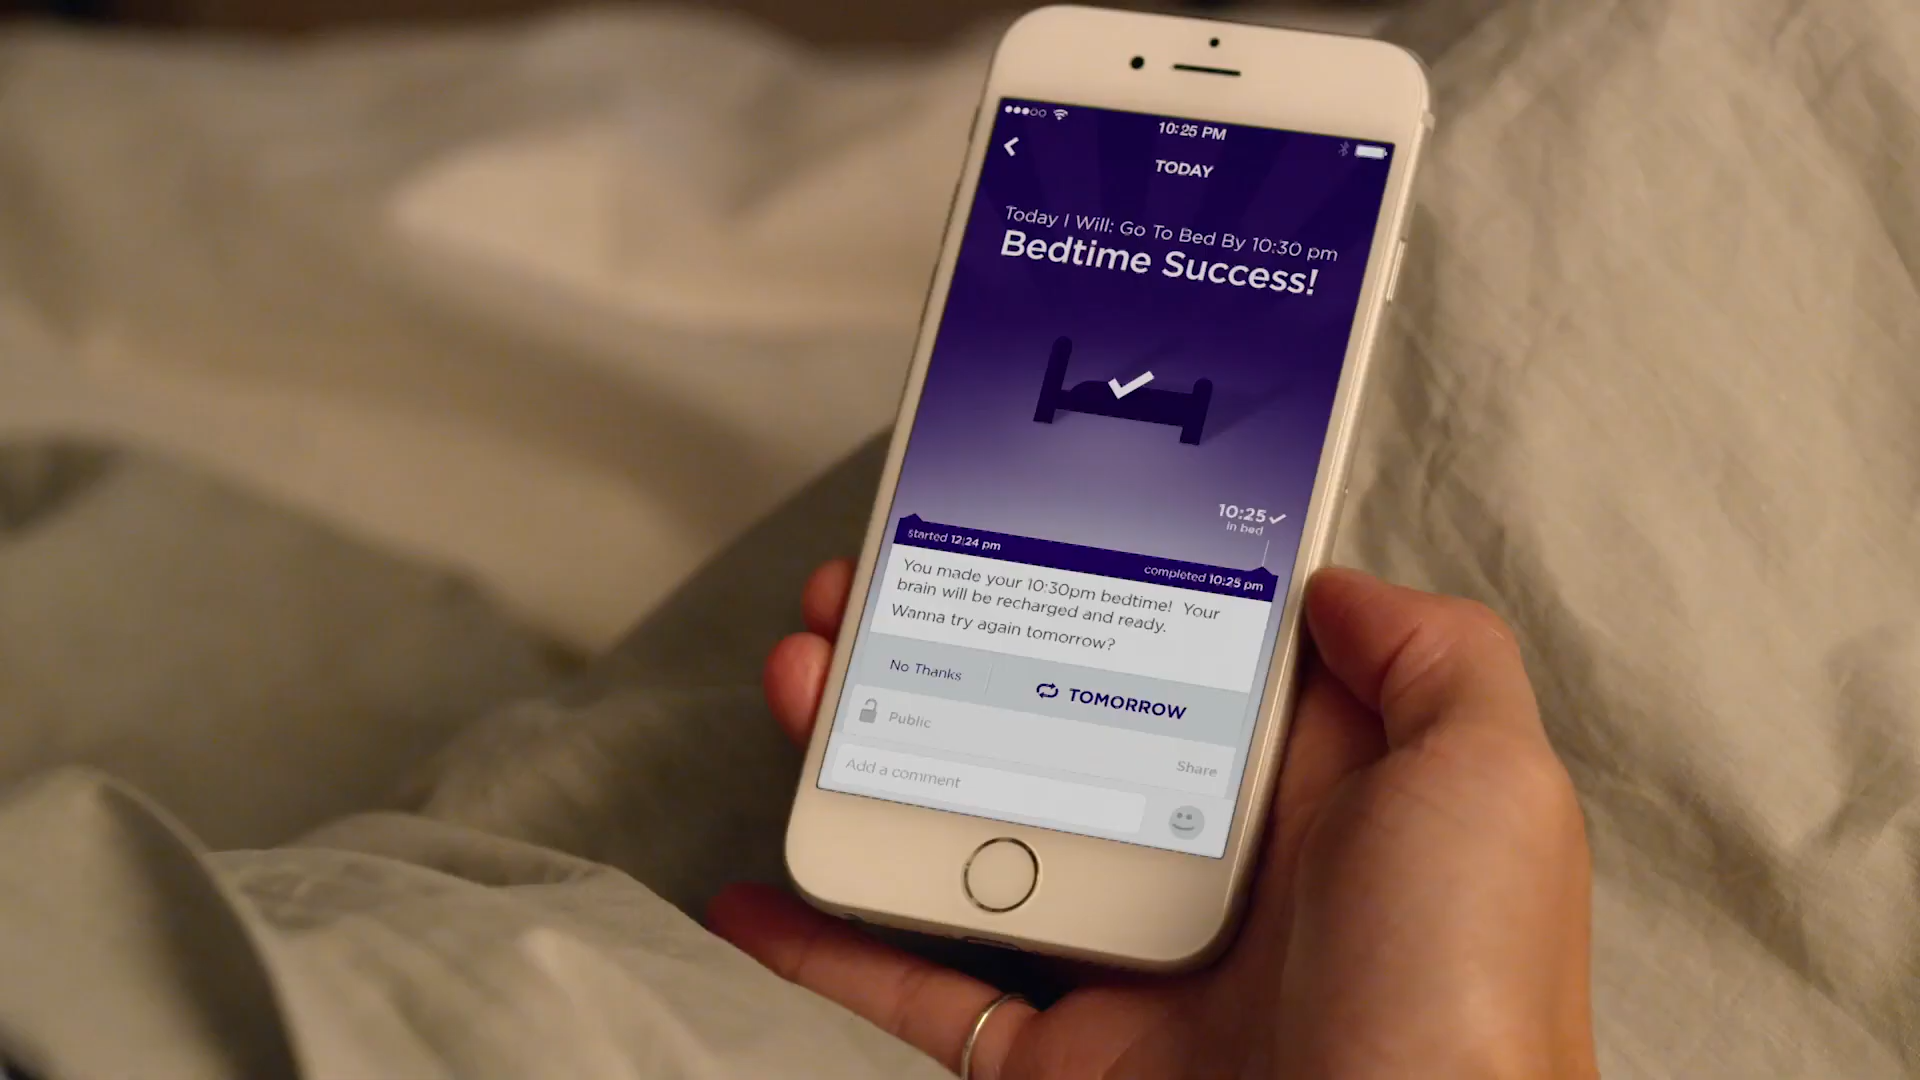 10:25 PM
TODAY
Today I Will: Go To Bed By 10:30 pm
Bedtime Success!
10:25
in bed
started 12:24 pm
completed 10:25 pm
You made your 10:30pm bedtime! Your
brain will be recharged and ready.
Wanna try again tomorrow?
No Thanks
TOMORROW
Public
Share
Add a comment